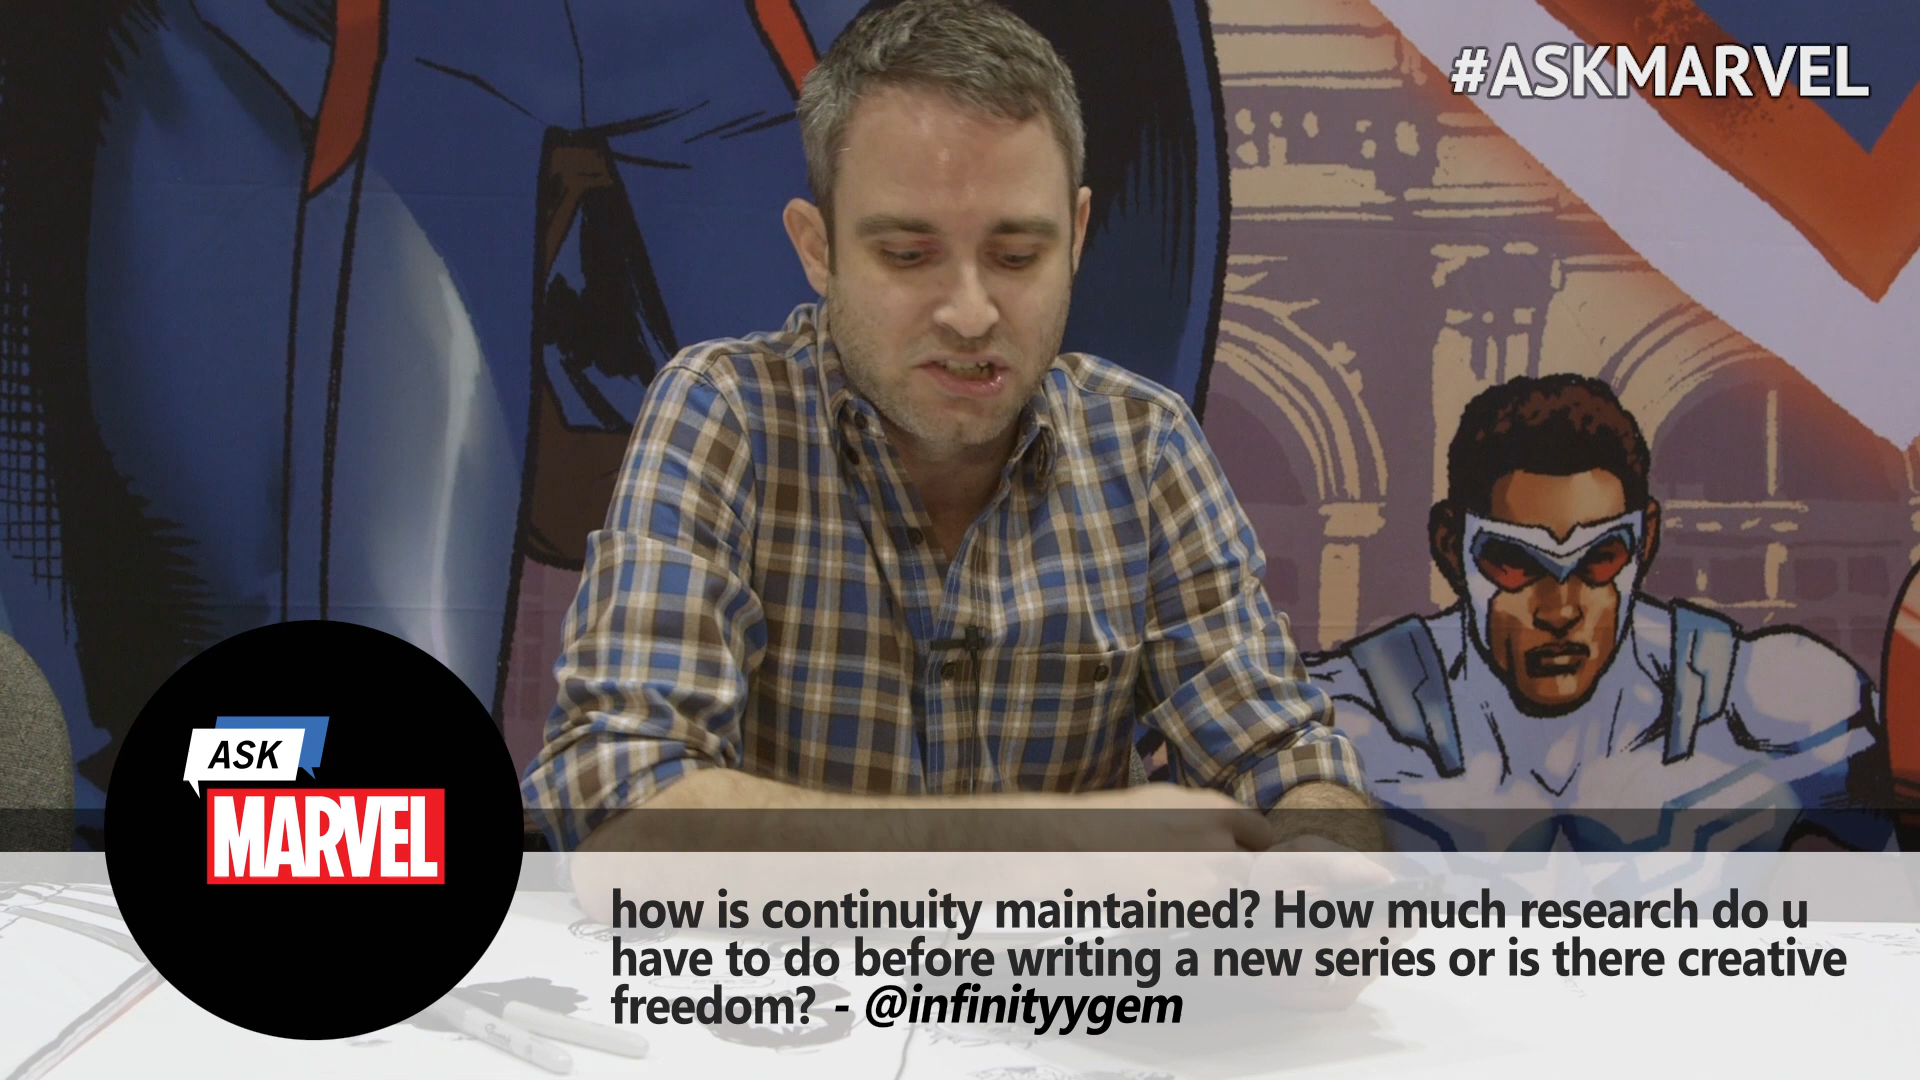 #ASKMARVEL
ASK
MARVEL
how is continuity maintained? How much research do u
have to do before writing a new series or is there creative
freedom? - @infinityygem